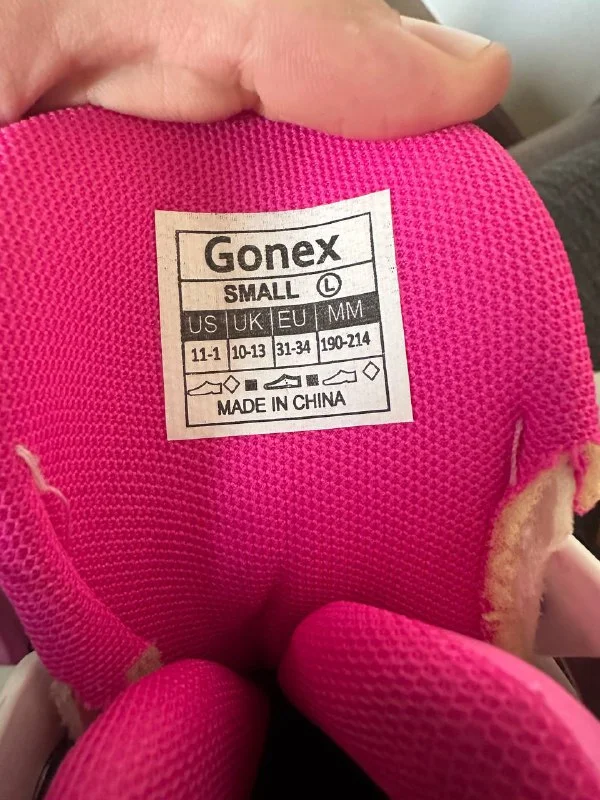 Gonex
SMALL Ⓛ
US UK EU MM
11-1 10-13 31-34 190-214
MADE IN CHINA